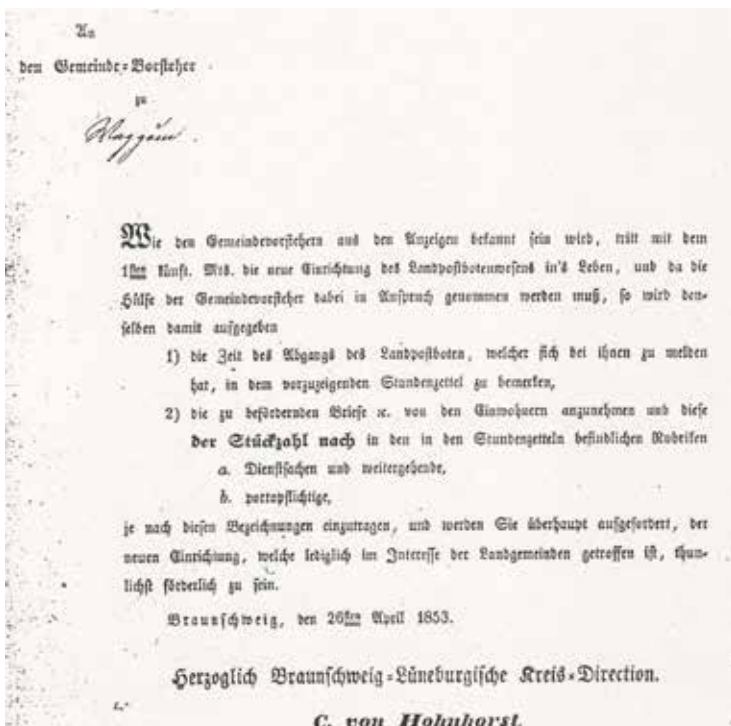 An
den Gemeinde-Vorsteher
zu
Waggum.
Wie den Gemeindevorstehern aus den Anzeigen bekannt sein wird, tritt mit dem
1sten künft. Mts. die neue Einrichtung des Landpostbotenwesens in's Leben, und da die
Hülfe der Gemeindevorsteher dabei in Anspruch genommen werden muß, so wird den-
selben damit aufgegeben
1) die Zeit des Abgangs des Landpostboten, welcher sich bei ihnen zu melden
hat, in dem vorzuzeigenden Stundenzettel zu bemerken,
2) die zu befördernden Briefe ꝛc. von den Einwohnern anzunehmen und diese
der Stückzahl nach in den in den Stundenzetteln befindlichen Rubriken
a. Dienstsachen und weitergehende,
b. portopflichtige,
je nach diesen Bezeichnungen einzutragen, und werden Sie überhaupt aufgefordert, der
neuen Einrichtung, welche lediglich im Interesse der Landgemeinden getroffen ist, thun-
lichst förderlich zu sein.
Braunschweig, den 26sten April 1853.
Herzoglich Braunschweig-Lüneburgische Kreis-Direction.
C. von Hohnhorst